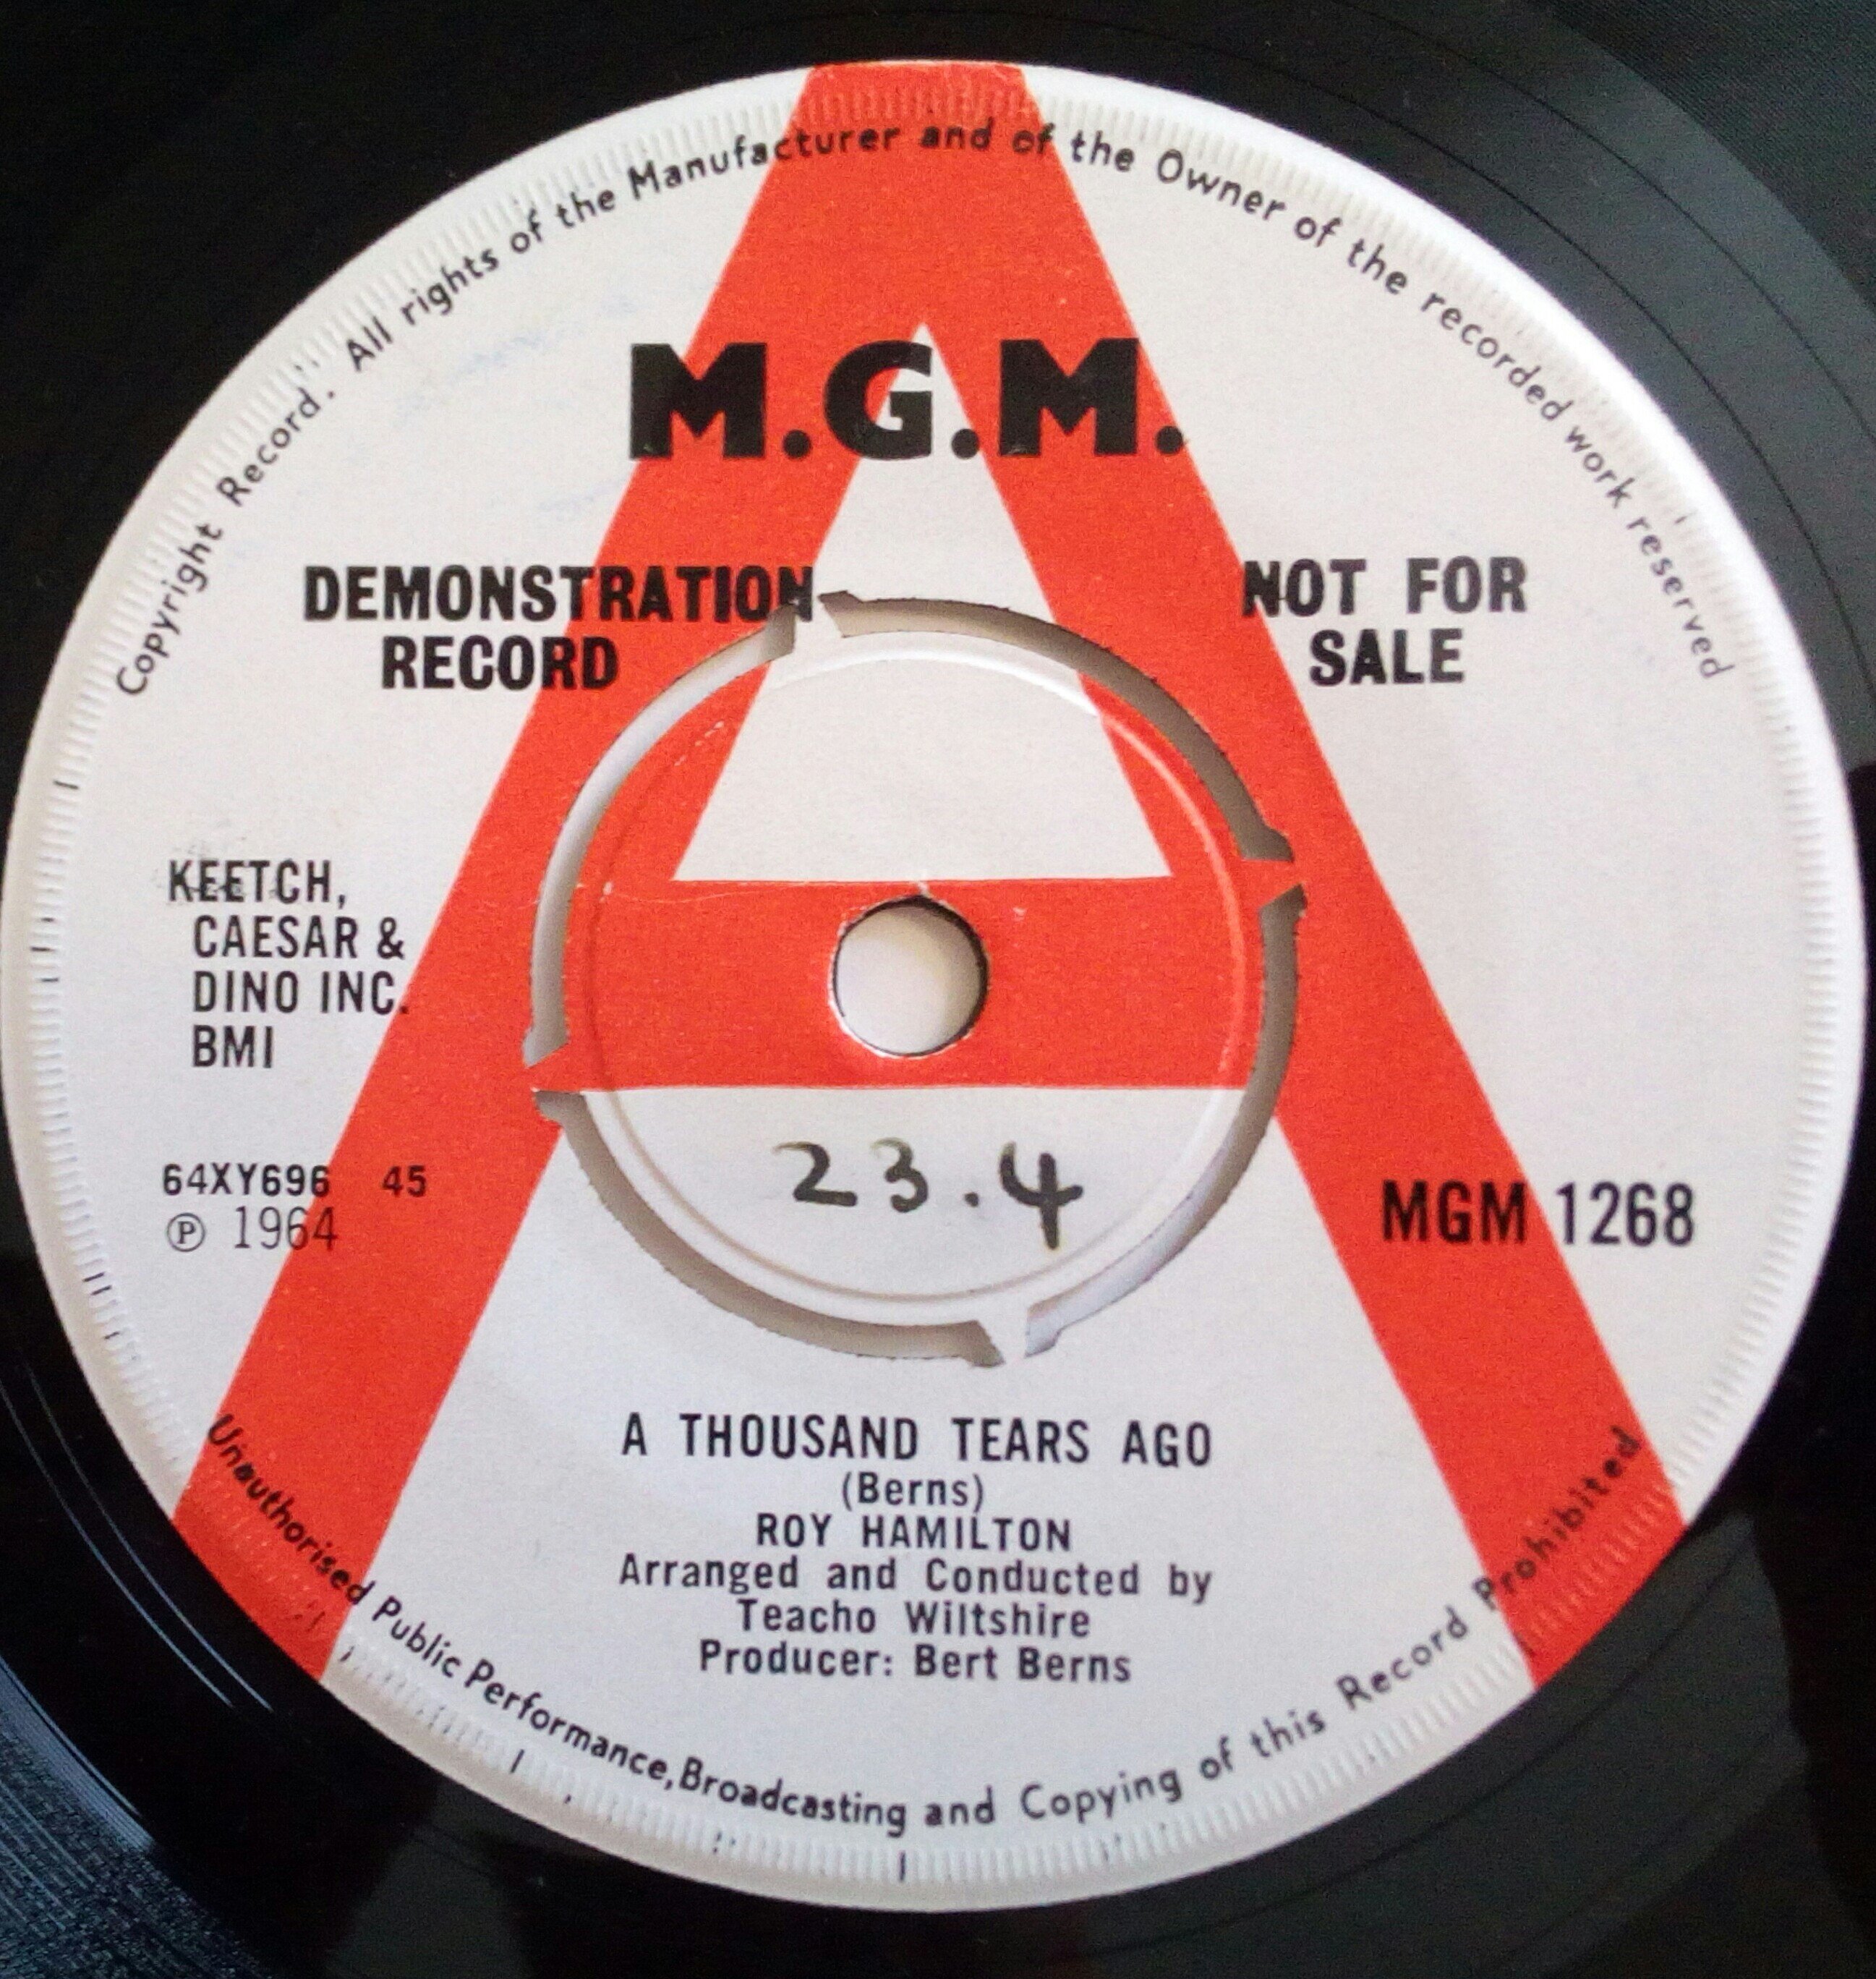 Copyright Record. All rights of the Manufacturer and of the Owner of the recorded work reserved
M.G.M.
DEMONSTRATION
RECORD
NOT FOR
SALE
KEETCH,
CAESAR &
DINO INC.
BMI
64XY696 45
℗ 1964
23.4
MGM 1268
A THOUSAND TEARS AGO
(Berns)
ROY HAMILTON
Arranged and Conducted by
Teacho Wiltshire
Producer: Bert Berns
Unauthorised Public Performance, Broadcasting and Copying of this Record Prohibited